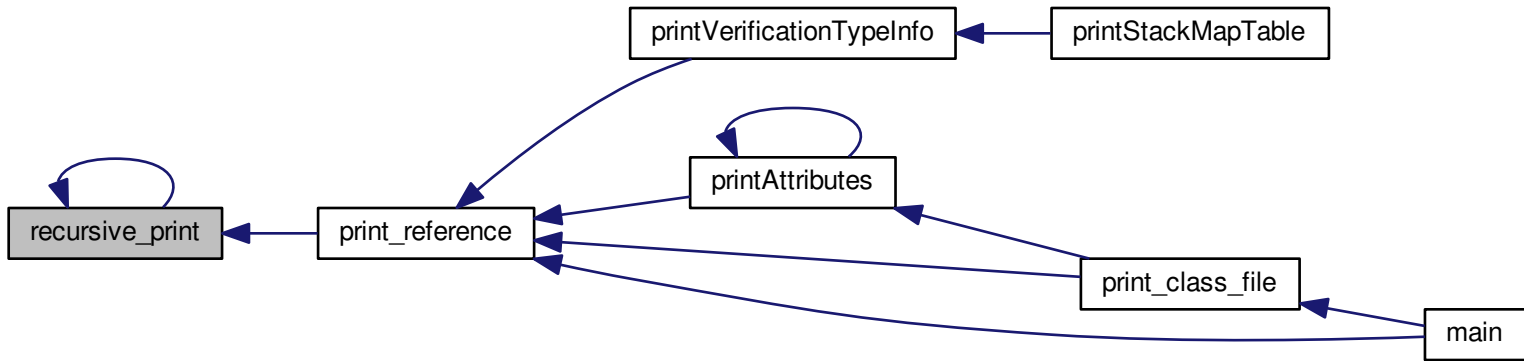 printVerificationTypeInfo
printStackMapTable
printAttributes
recursive_print
print_reference
print_class_file
main